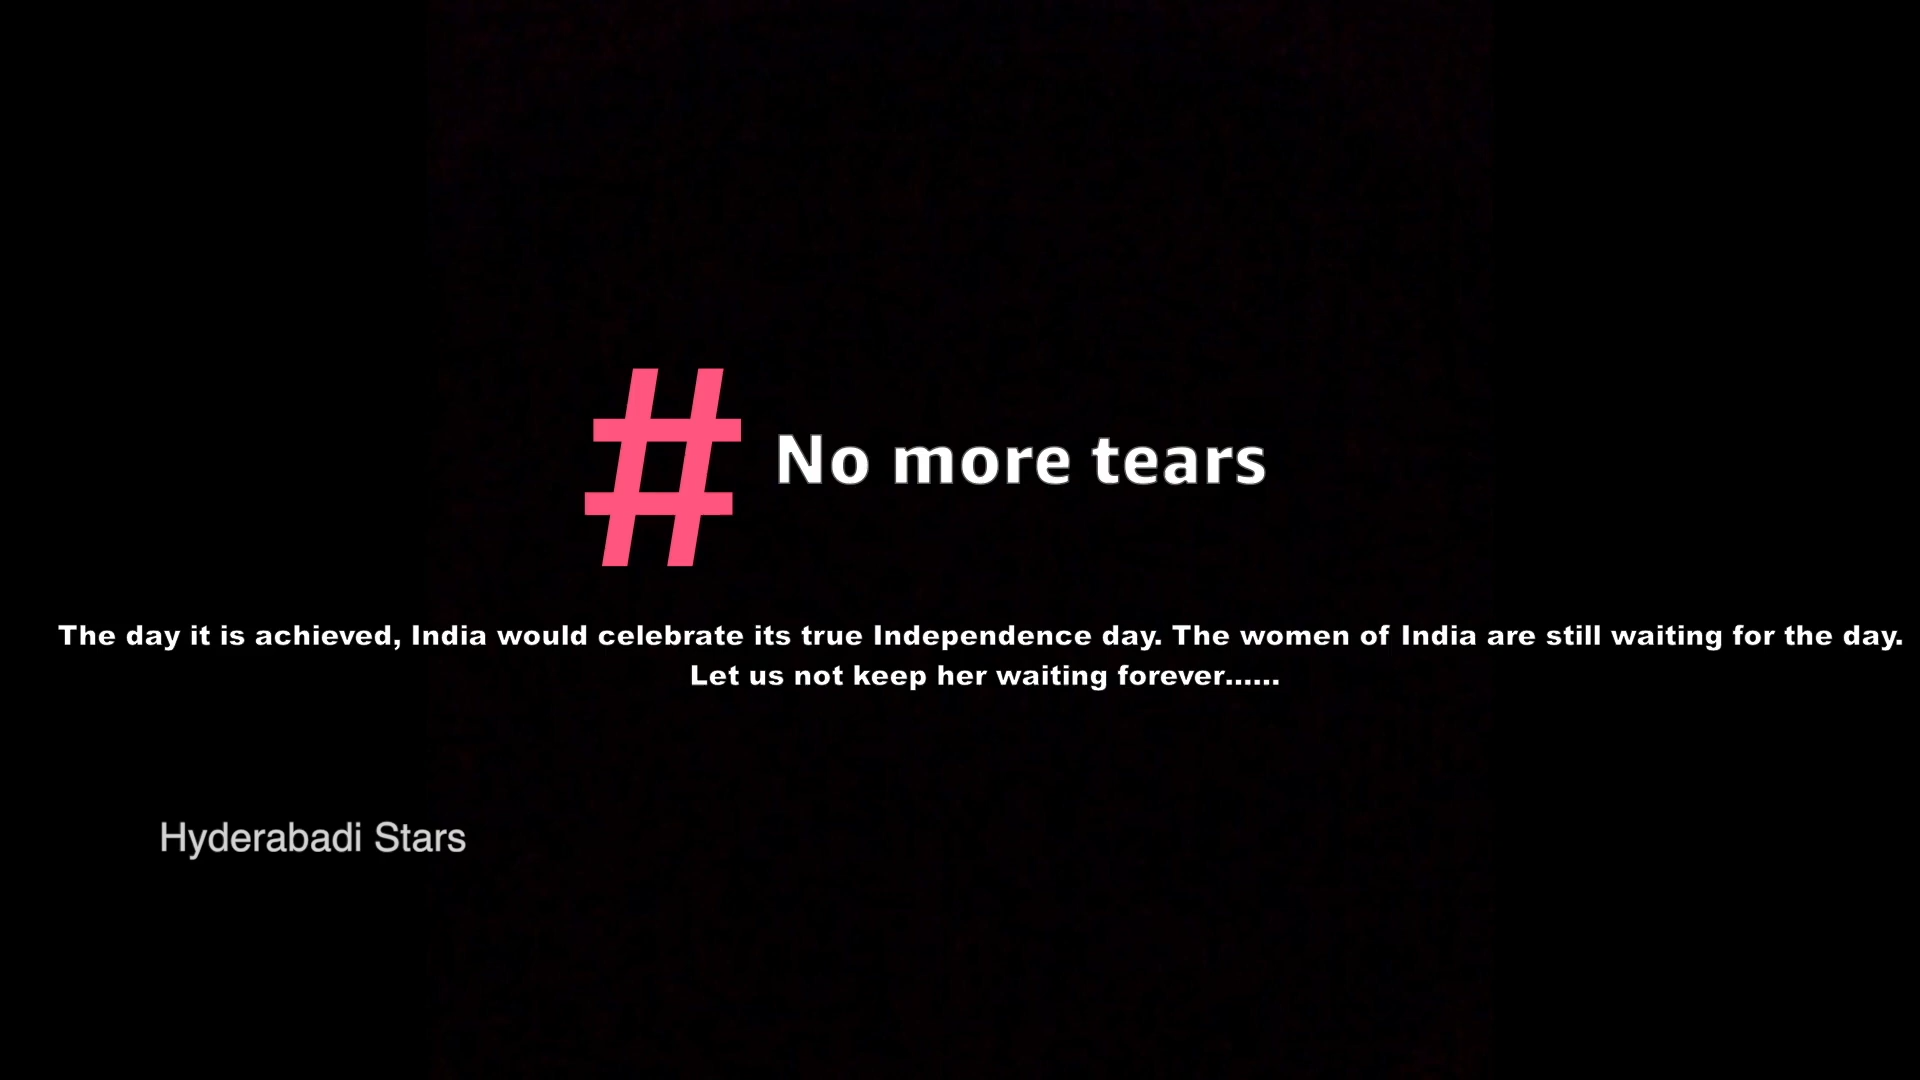 # No more tears
The day it is achieved, India would celebrate its true Independence day. The women of India are still waiting for the day.
Let us not keep her waiting forever......
Hyderabadi Stars